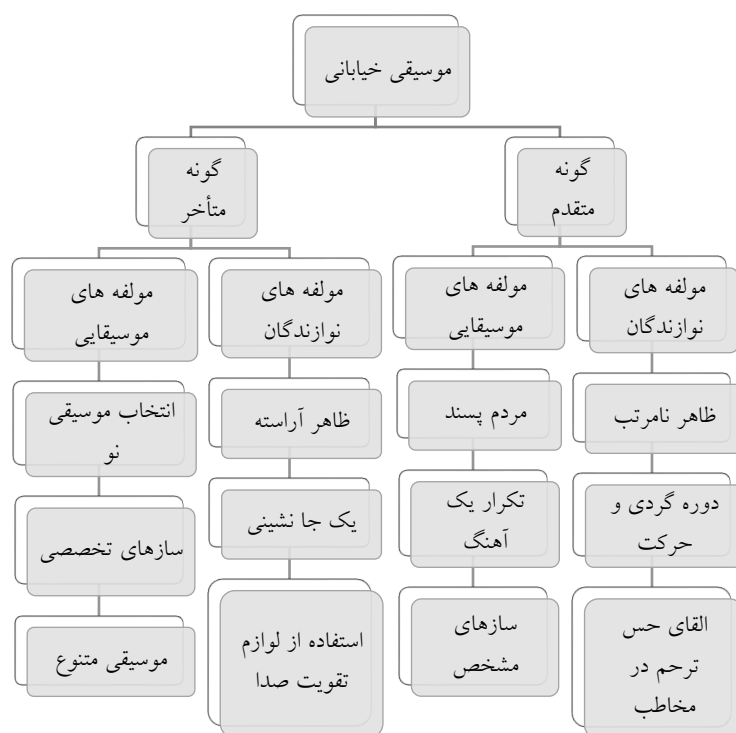 موسیقی خیابانی
گونه
متقدم
گونه
متأخر
مولفه های
نوازندگان
مولفه های
موسیقایی
مولفه های
نوازندگان
مولفه های
موسیقایی
ظاهر نامرتب
مردم پسند
ظاهر آراسته
انتخاب موسیقی
نو
دوره گردی و
حرکت
تکرار یک
آهنگ
یک جا نشینی
سازهای تخصصی
القای حس
ترحم در
مخاطب
سازهای
مشخص
استفاده از لوازم
تقویت صدا
موسیقی متنوع